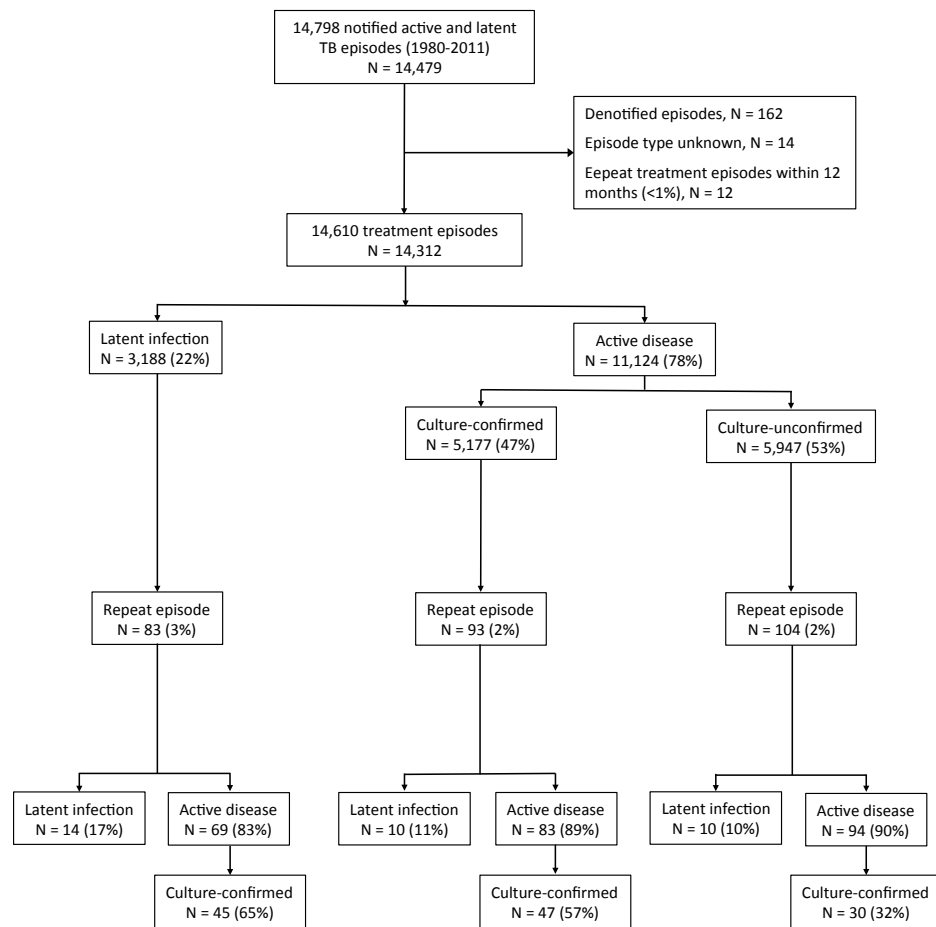 14,798 notified active and latent
TB episodes (1980-2011)
N = 14,479
Denotified episodes, N = 162
Episode type unknown, N = 14
Eepeat treatment episodes within 12
months (<1%), N = 12
14,610 treatment episodes
N = 14,312
Latent infection
N = 3,188 (22%)
Active disease
N = 11,124 (78%)
Culture-confirmed
N = 5,177 (47%)
Culture-unconfirmed
N = 5,947 (53%)
Repeat episode
N = 83 (3%)
Repeat episode
N = 93 (2%)
Repeat episode
N = 104 (2%)
Latent infection
N = 14 (17%)
Active disease
N = 69 (83%)
Latent infection
N = 10 (11%)
Active disease
N = 83 (89%)
Latent infection
N = 10 (10%)
Active disease
N = 94 (90%)
Culture-confirmed
N = 45 (65%)
Culture-confirmed
N = 47 (57%)
Culture-confirmed
N = 30 (32%)